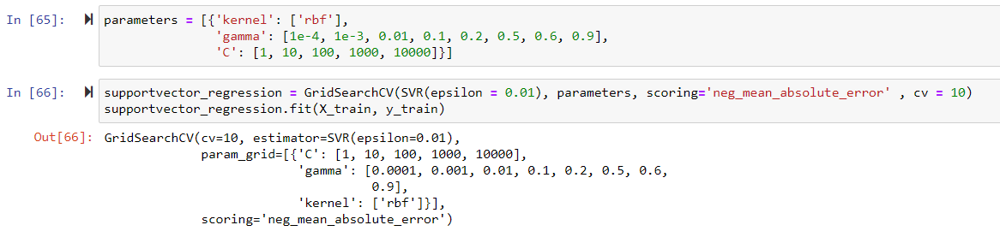 In [65]: parameters = [{'kernel': ['rbf'],
'gamma': [1e-4, 1e-3, 0.01, 0.1, 0.2, 0.5, 0.6, 0.9],
'C': [1, 10, 100, 1000, 10000]}]
In [66]: supportvector_regression = GridSearchCV(SVR(epsilon = 0.01), parameters, scoring='neg_mean_absolute_error' , cv = 10)
supportvector_regression.fit(X_train, y_train)
Out[66]: GridSearchCV(cv=10, estimator=SVR(epsilon=0.01),
param_grid=[{'C': [1, 10, 100, 1000, 10000],
'gamma': [0.0001, 0.001, 0.01, 0.1, 0.2, 0.5, 0.6,
0.9],
'kernel': ['rbf']}],
scoring='neg_mean_absolute_error')